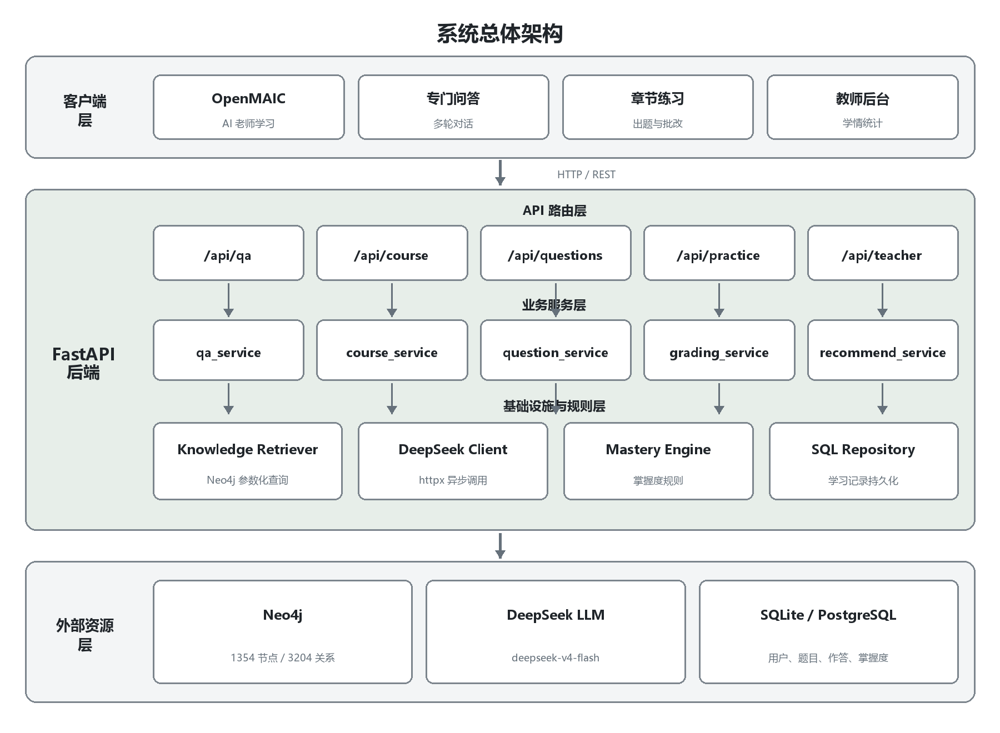 系统总体架构
客户端
层
OpenMAIC
AI 老师学习
专门问答
多轮对话
章节练习
出题与批改
教师后台
学情统计
HTTP / REST
FastAPI
后端
API 路由层
/api/qa
/api/course
/api/questions
/api/practice
/api/teacher
业务服务层
qa_service
course_service
question_service
grading_service
recommend_service
基础设施与规则层
Knowledge Retriever
Neo4j 参数化查询
DeepSeek Client
httpx 异步调用
Mastery Engine
掌握度规则
SQL Repository
学习记录持久化
外部资源
层
Neo4j
1354 节点 / 3204 关系
DeepSeek LLM
deepseek-v4-flash
SQLite / PostgreSQL
用户、题目、作答、掌握度